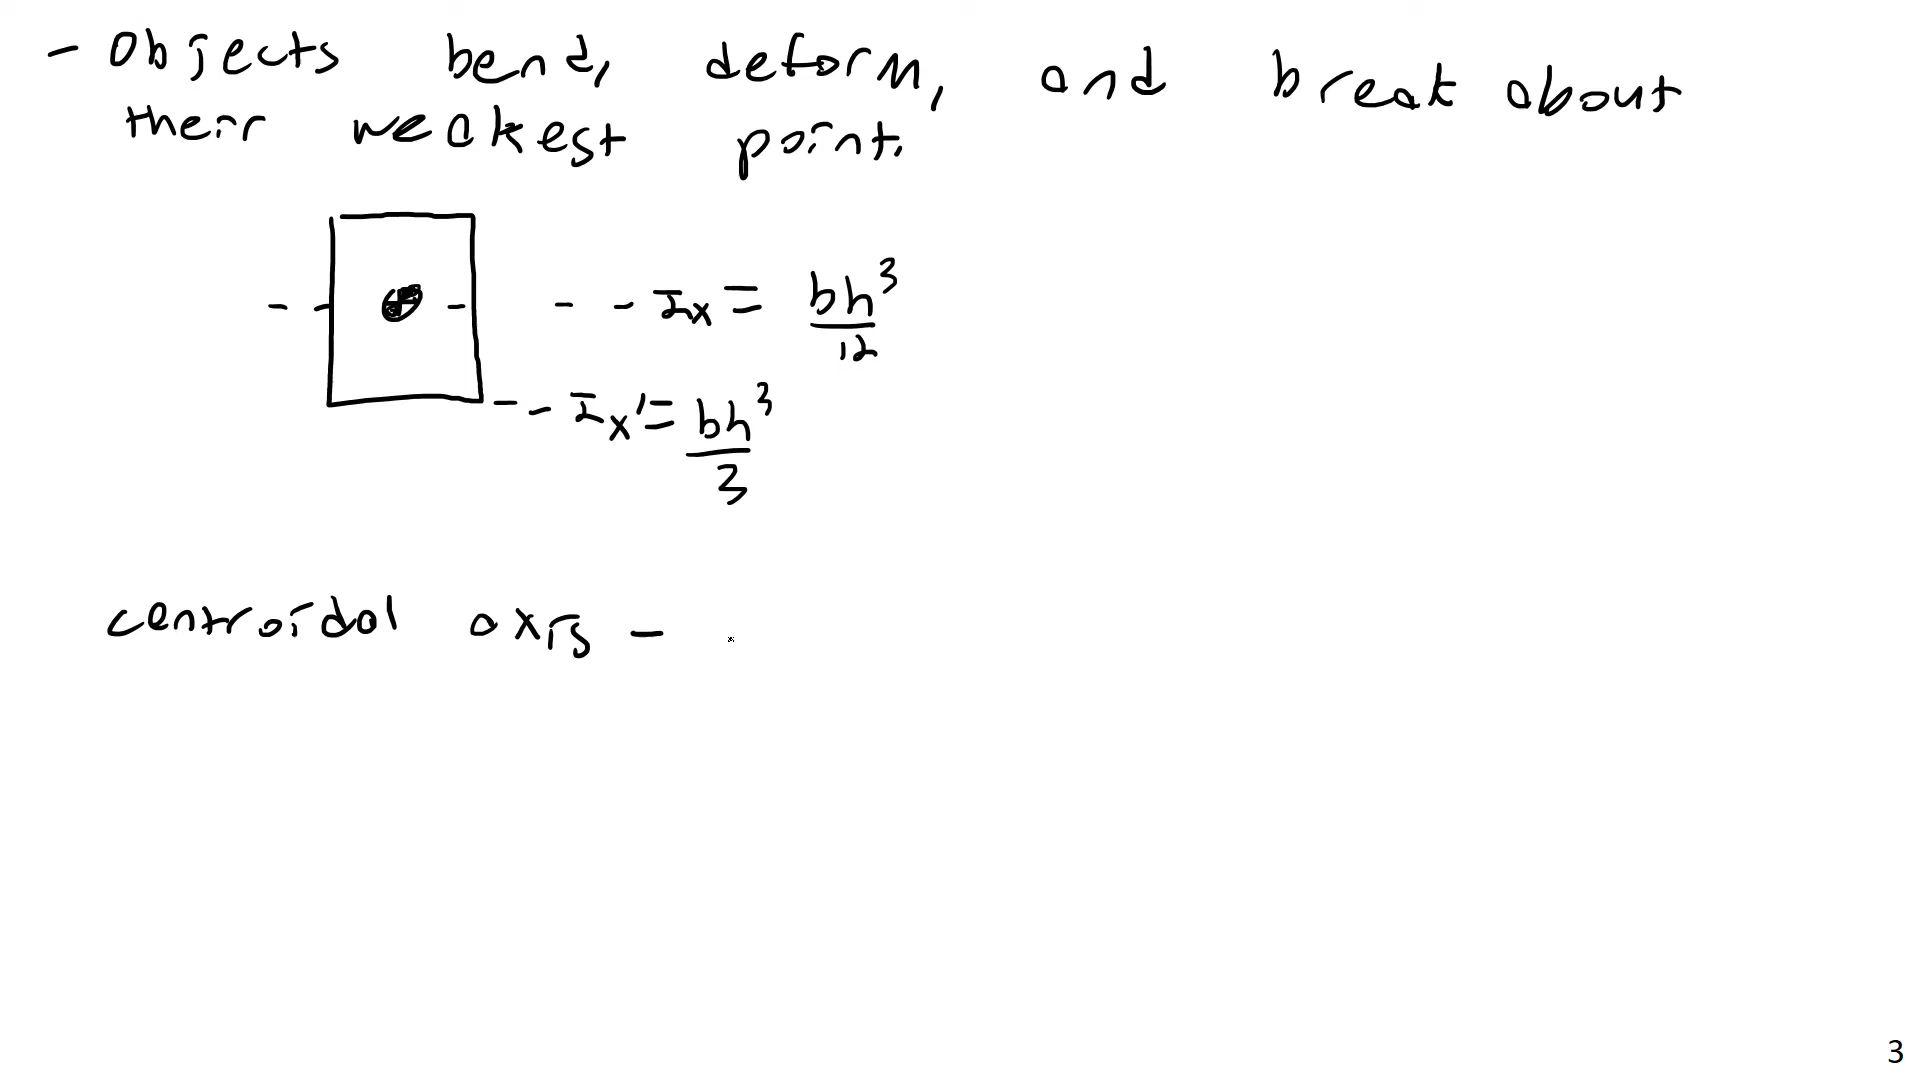 - Objects bend, deform, and break about
their weakest point.
- - - - - Ix = bh³/12
- - Ix' = bh³/3
centroidal axis -
3